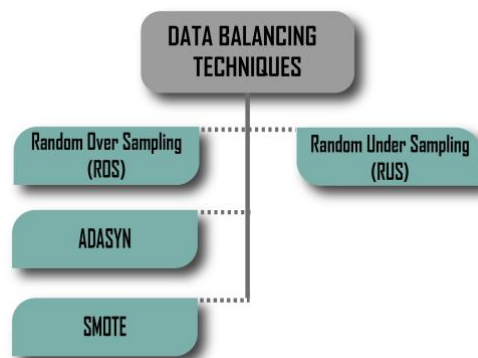 DATA BALANCING
TECHNIQUES
Random Over Sampling
(ROS)
Random Under Sampling
(RUS)
ADASYN
SMOTE